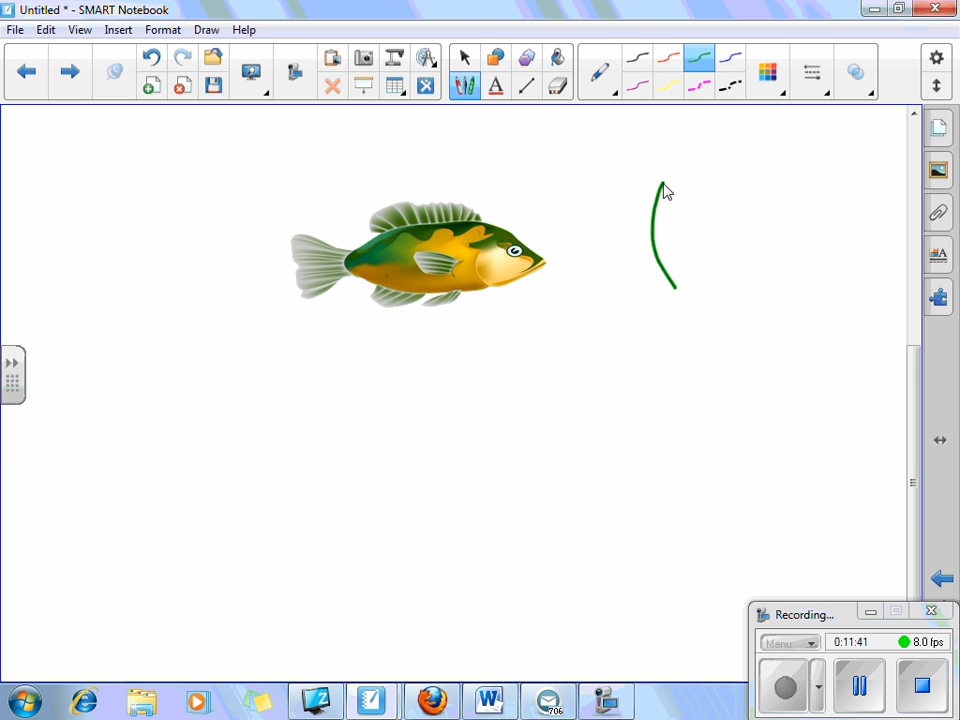 Untitled * - SMART Notebook
File Edit View Insert Format Draw Help
A
Recording...
Menu 0:11:41 8.0 fps
Z W 706